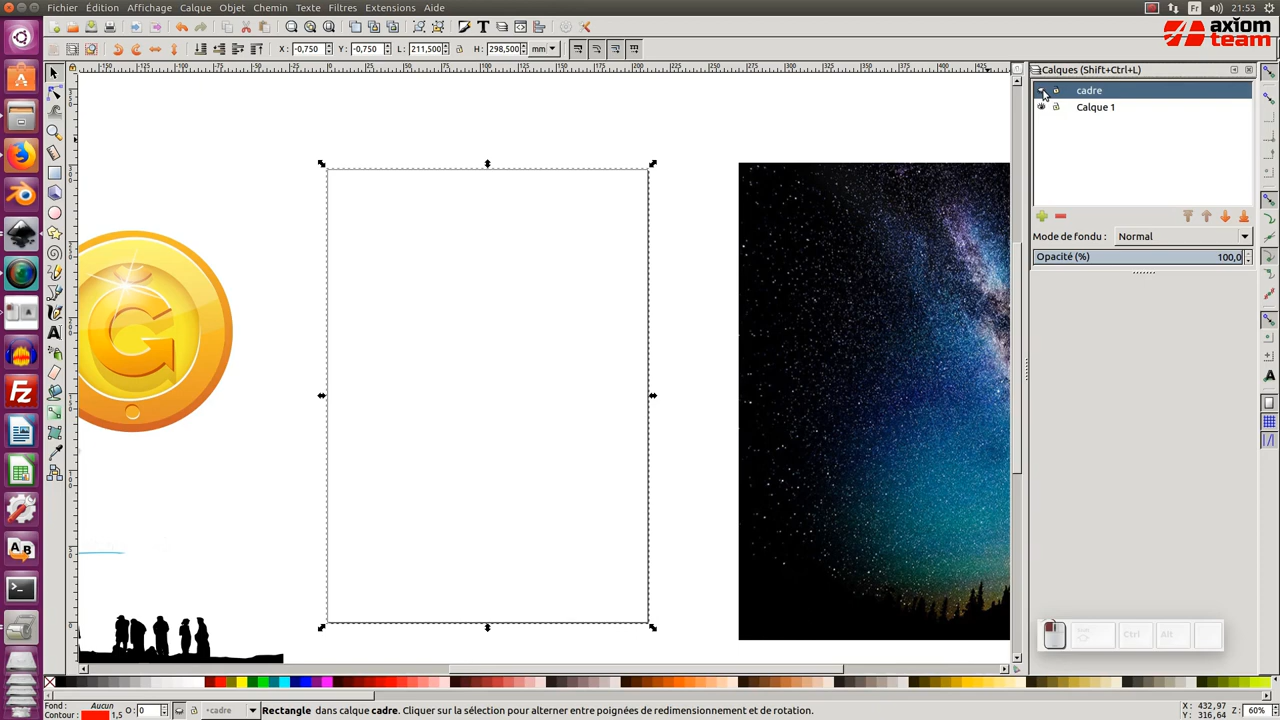 Fichier Édition Affichage Calque Objet Chemin Texte Filtres Extensions Aide
Fr 21:53
axiom team
X: -0,750 Y: -0,750 L: 211,500 H: 298,500 mm
Calques (Shift+Ctrl+L)
cadre
Calque 1
Mode de fondu : Normal
Opacité (%) 100,0
G
Ctrl Alt
Fond : Aucun
Contour : 1,5 O: 0 •cadre Rectangle dans calque cadre. Cliquer sur la sélection pour alterner entre poignées de redimensionnement et de rotation.
X: 432,97
Y: 316,64
Z: 60%